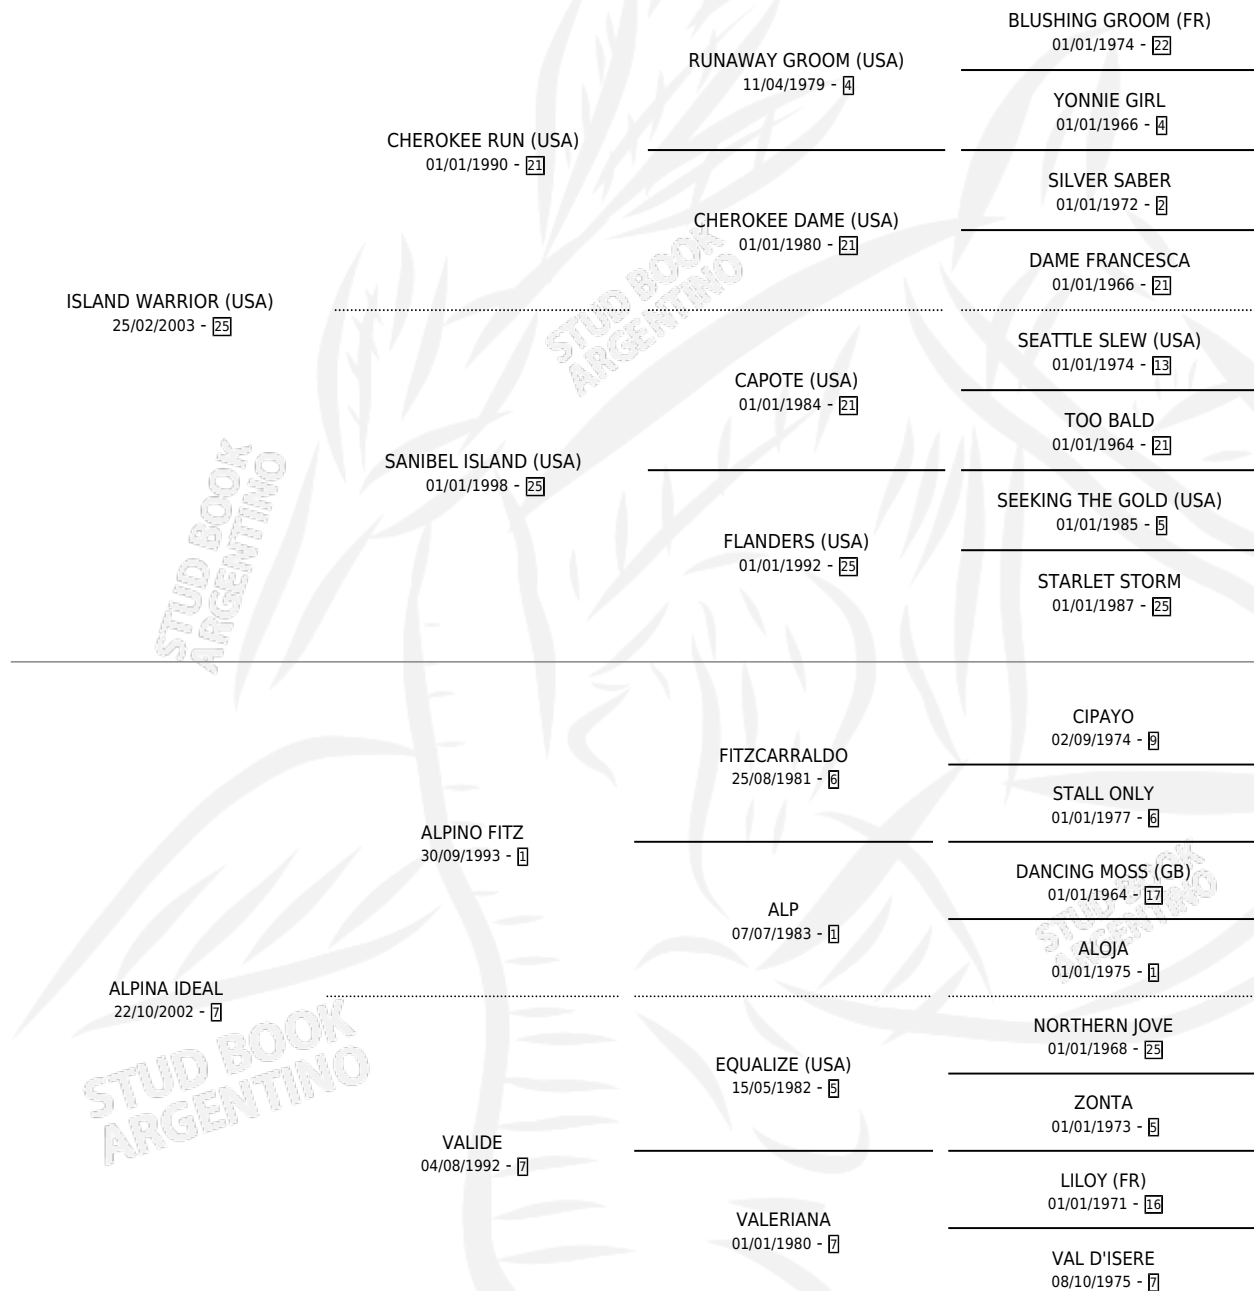 BLUSHING GROOM (FR)
01/01/1974 - 22
RUNAWAY GROOM (USA)
11/04/1979 - 4
YONNIE GIRL
01/01/1966 - 4
CHEROKEE RUN (USA)
01/01/1990 - 21
SILVER SABER
01/01/1972 - 2
CHEROKEE DAME (USA)
01/01/1980 - 21
DAME FRANCESCA
01/01/1966 - 21
ISLAND WARRIOR (USA)
25/02/2003 - 25
SEATTLE SLEW (USA)
01/01/1974 - 13
CAPOTE (USA)
01/01/1984 - 21
TOO BALD
01/01/1964 - 21
SANIBEL ISLAND (USA)
01/01/1998 - 25
SEEKING THE GOLD (USA)
01/01/1985 - 5
FLANDERS (USA)
01/01/1992 - 25
STARLET STORM
01/01/1987 - 25
CIPAYO
02/09/1974 - 9
FITZCARRALDO
25/08/1981 - 6
STALL ONLY
01/01/1977 - 6
ALPINO FITZ
30/09/1993 - 1
DANCING MOSS (GB)
01/01/1964 - 17
ALP
07/07/1983 - 1
ALOJA
01/01/1975 - 1
ALPINA IDEAL
22/10/2002 - 7
NORTHERN JOVE
01/01/1968 - 25
EQUALIZE (USA)
15/05/1982 - 5
ZONTA
01/01/1973 - 5
VALIDE
04/08/1992 - 7
LILOY (FR)
01/01/1971 - 16
VALERIANA
01/01/1980 - 7
VAL D'ISERE
08/10/1975 - 7
STUD BOOK
ARGENTINO
STUD BOOK
ARGENTINO
STUD BOOK
ARGENTINO
STUD BOOK
ARGENTINO